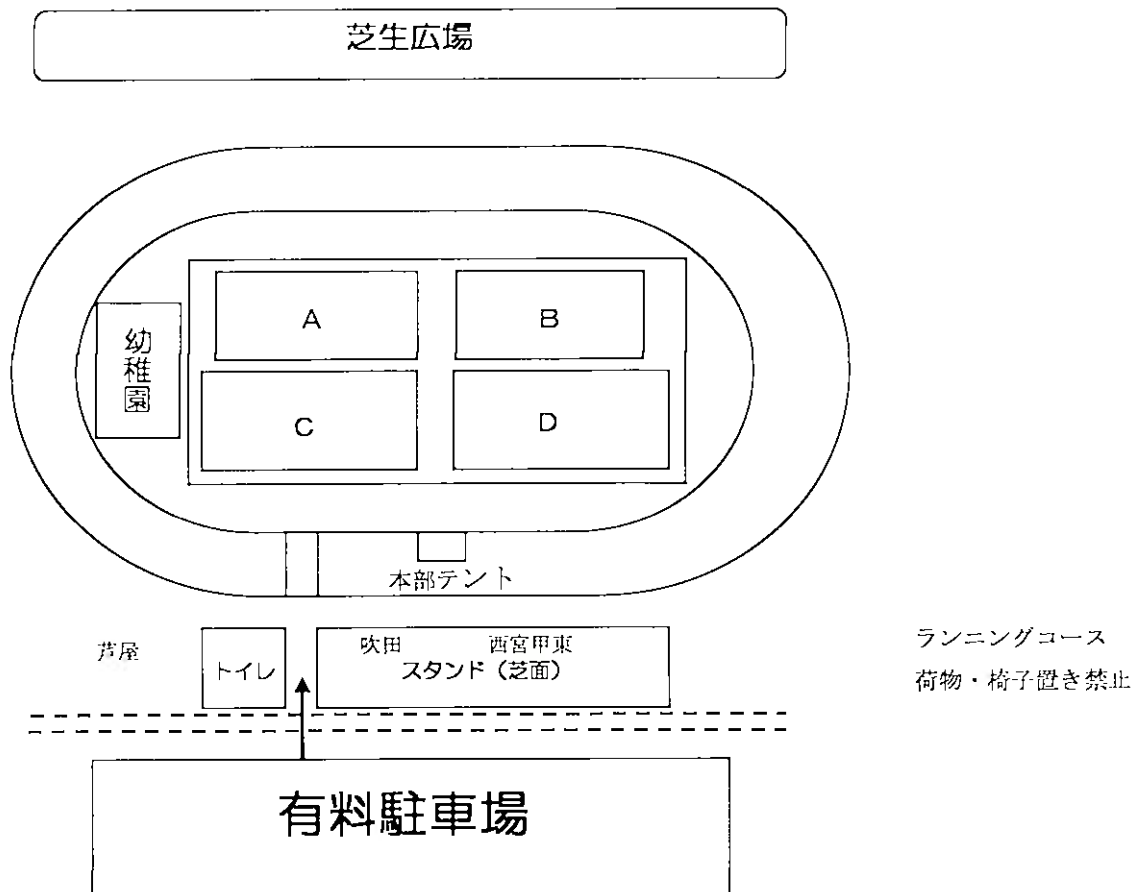 芝生広場
A
B
幼稚園
C
D
本部テント
芦屋
トイレ
吹田 西宮甲東
スタンド（芝面）
ランニングコース
荷物・椅子置き禁止
有料駐車場